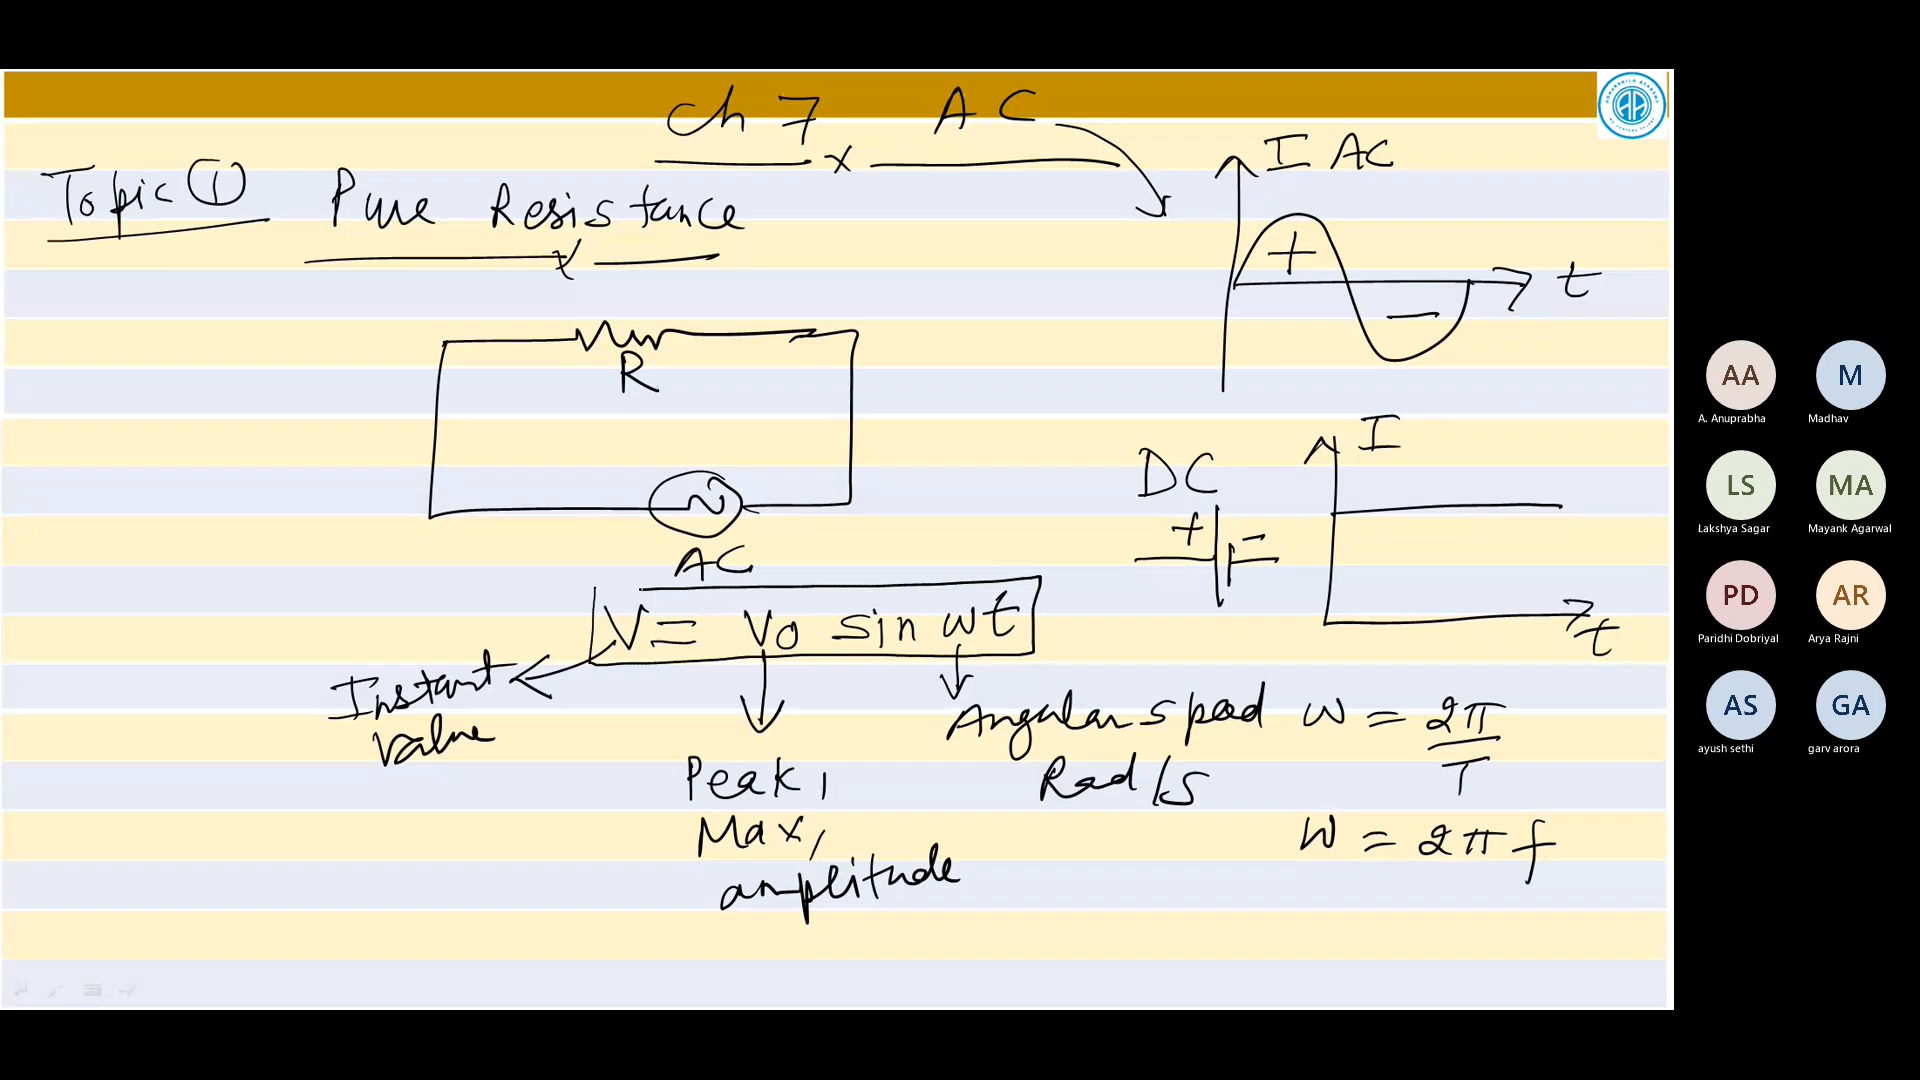 Ch 7 x AC
Topic ① Pure Resistance
I AC
+
-
t
R
AC
DC
+ -
I
t
V = V0 sin ωt
Instant
Value
Peak,
Max,
amplitude
Angular speed ω = 2π/T
Rad/s
ω = 2πf
AA
A. Anuprabha
M
Madhav
LS
Lakshya Sagar
MA
Mayank Agarwal
PD
Paridhi Dobriyal
AR
Arya Rajni
AS
ayush sethi
GA
garv arora